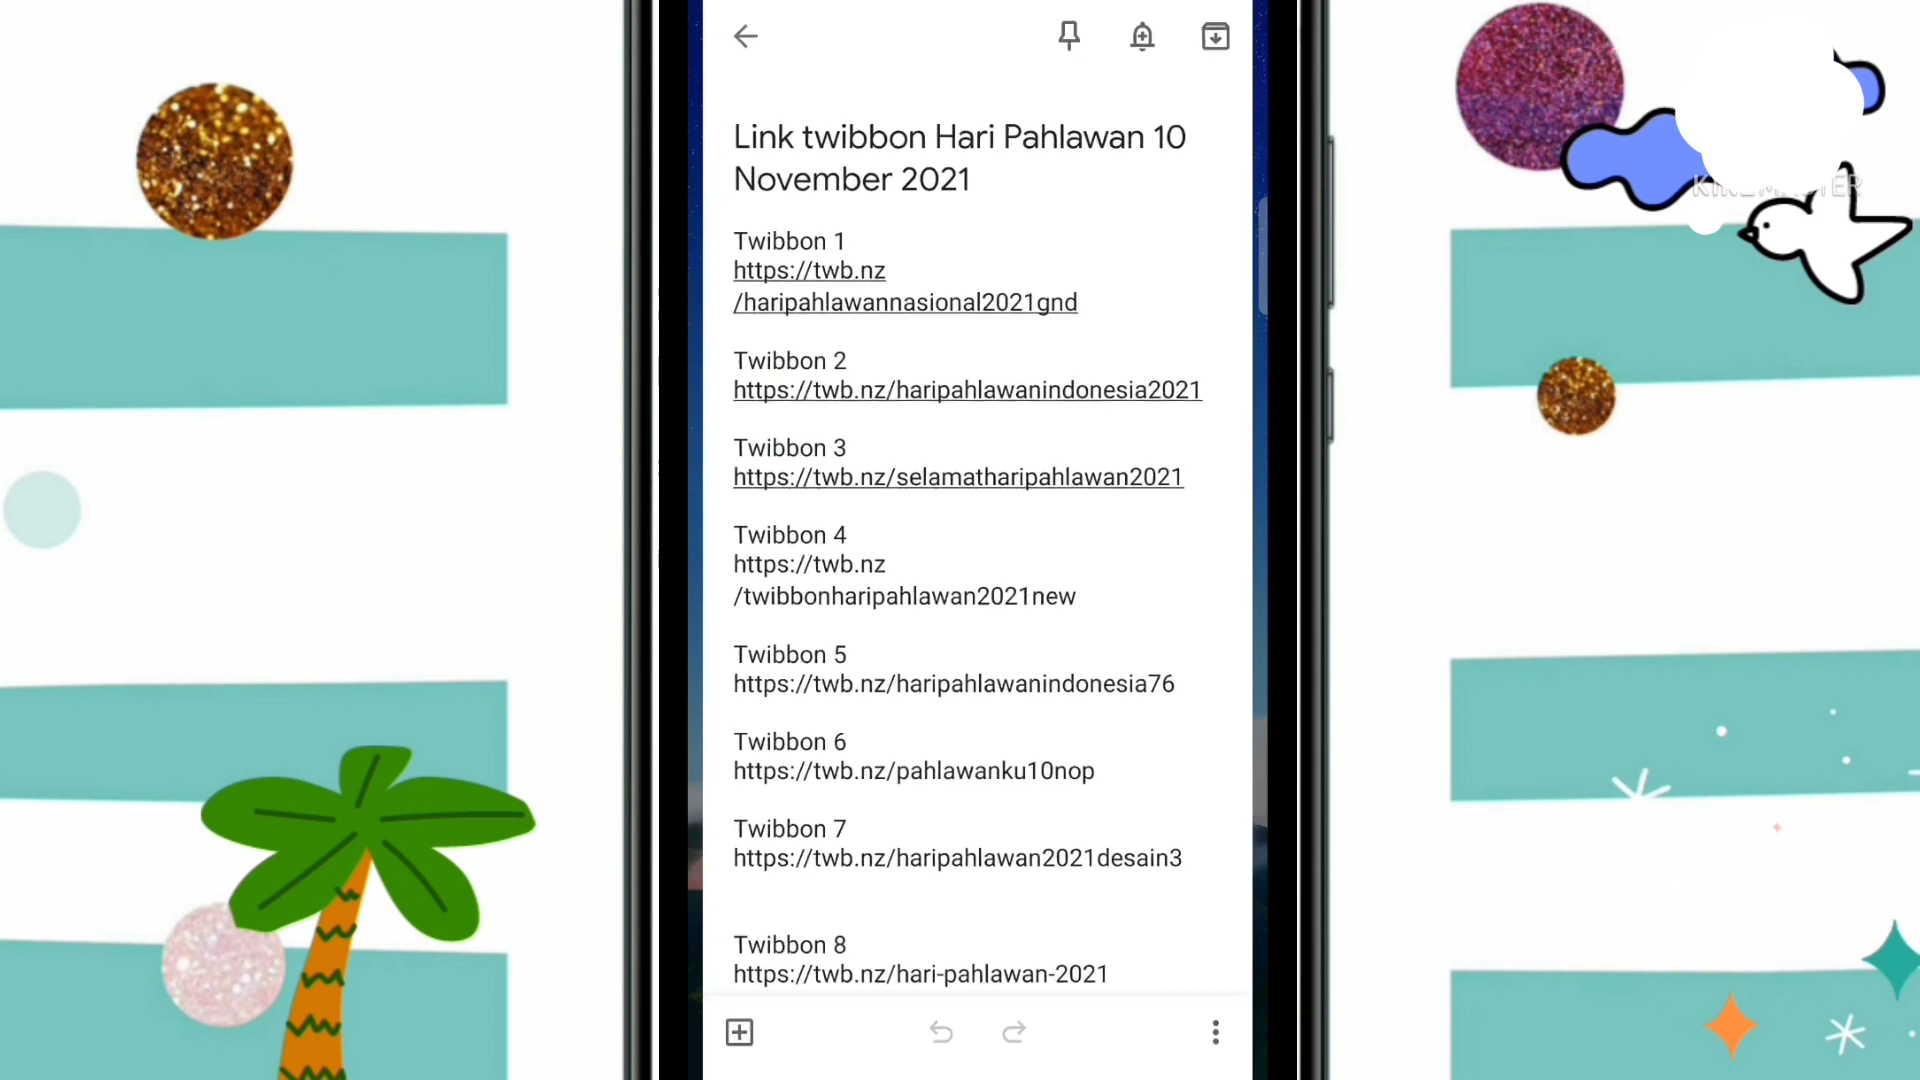 Link twibbon Hari Pahlawan 10
November 2021
Twibbon 1
https://twb.nz
/haripahlawannasional2021gnd
Twibbon 2
https://twb.nz/haripahlawanindonesia2021
Twibbon 3
https://twb.nz/selamatharipahlawan2021
Twibbon 4
https://twb.nz
/twibbonharipahlawan2021new
Twibbon 5
https://twb.nz/haripahlawanindonesia76
Twibbon 6
https://twb.nz/pahlawanku10nop
Twibbon 7
https://twb.nz/haripahlawan2021desain3
Twibbon 8
https://twb.nz/hari-pahlawan-2021